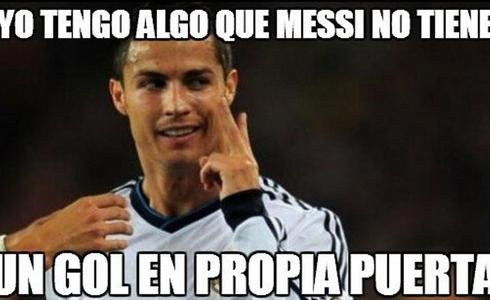 YO TENGO ALGO QUE MESSI NO TIENE
UN GOL EN PROPIA PUERTA